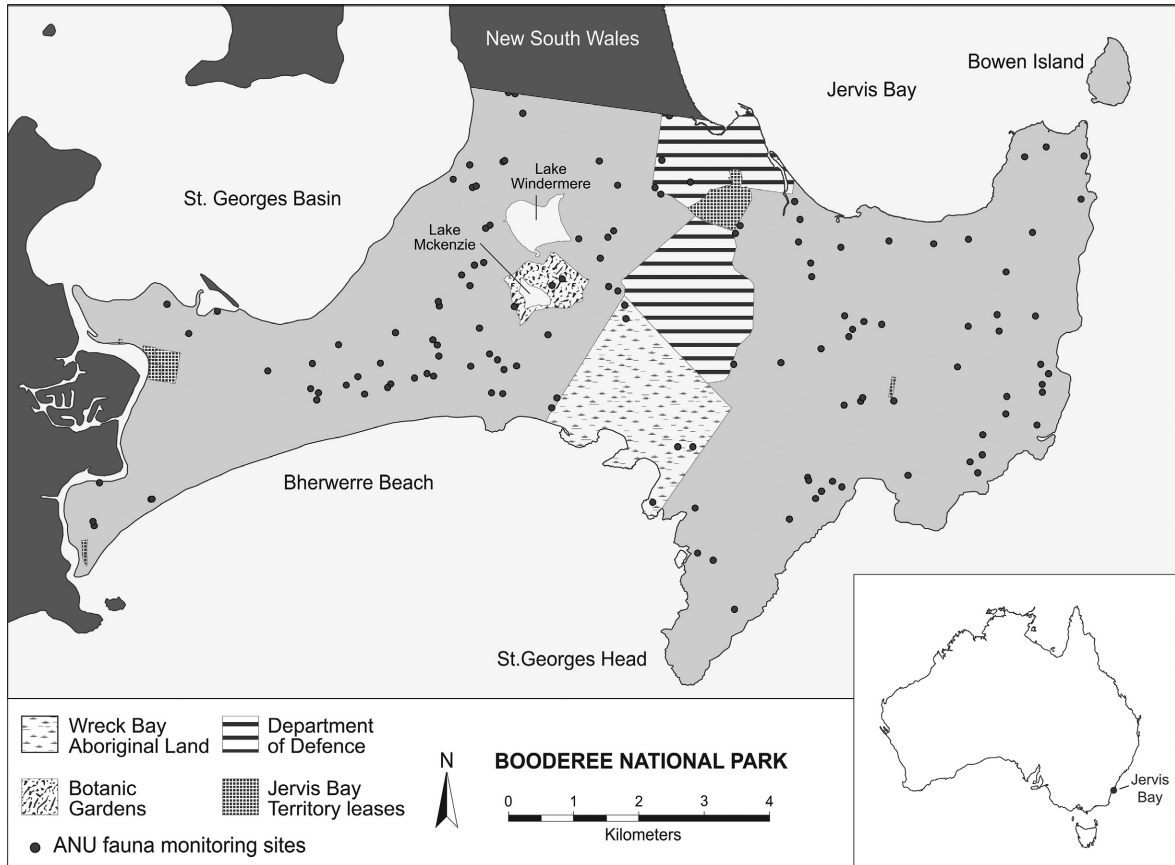 New South Wales
Bowen Island
Jervis Bay
Lake
Windermere
St. Georges Basin
Lake
Mckenzie
Bherwerre Beach
St.Georges Head
Wreck Bay
Aboriginal Land
Department
of Defence
Botanic
Gardens
Jervis Bay
Territory leases
ANU fauna monitoring sites
N
BOODEREE NATIONAL PARK
0 1 2 4
Kilometers
Jervis
Bay